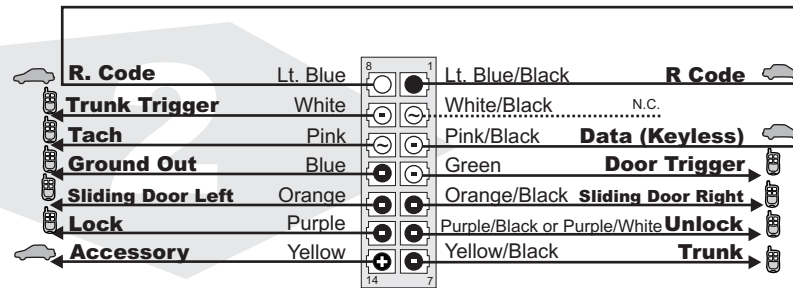 8 1
R. Code Lt. Blue Lt. Blue/Black R Code
Trunk Trigger White White/Black N.C.
Tach Pink Pink/Black Data (Keyless)
Ground Out Blue Green Door Trigger
Sliding Door Left Orange Orange/Black Sliding Door Right
Lock Purple Purple/Black or Purple/White Unlock
Accessory Yellow Yellow/Black Trunk
14 7
2